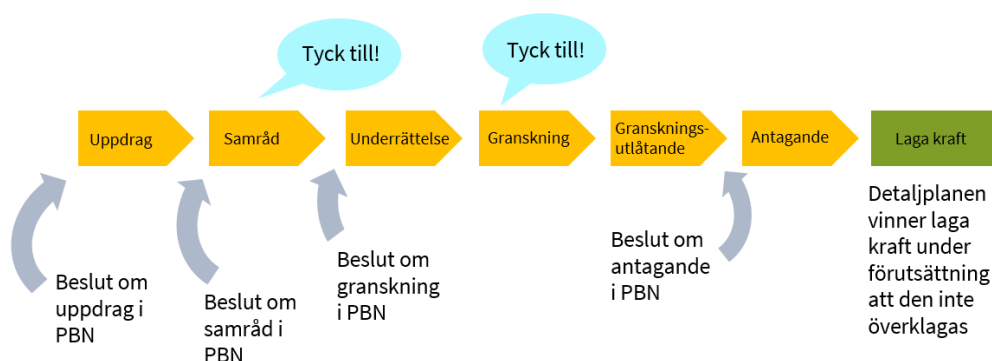 Tyck till!
Tyck till!
Uppdrag
Samråd
Underrättelse
Granskning
Gransknings-
utlåtande
Antagande
Laga kraft
Beslut om
uppdrag i
PBN
Beslut om
samråd i
PBN
Beslut om
granskning
i PBN
Beslut om
antagande
i PBN
Detaljplanen
vinner laga
kraft under
förutsättning
att den inte
överklagas